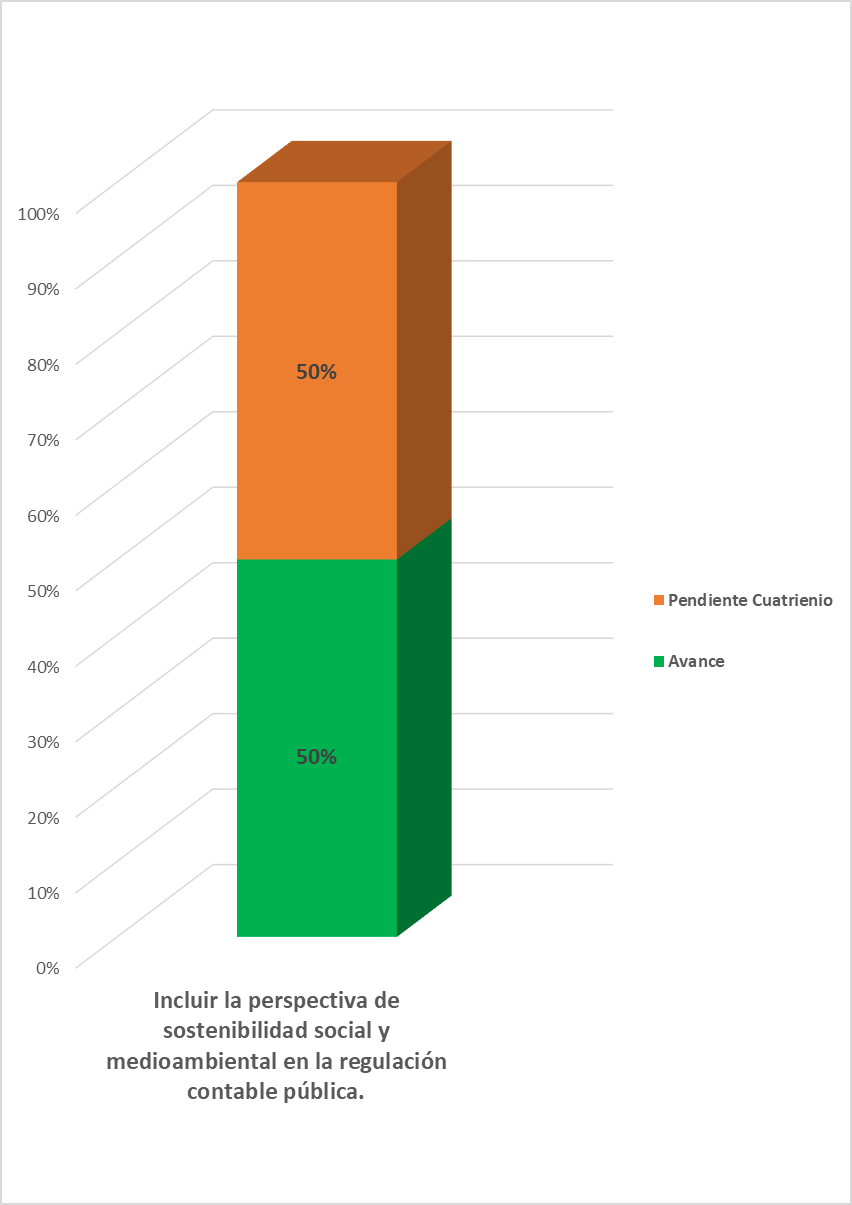 100%
90%
80%
70%
60%
50%
40%
30%
20%
10%
0%
50%
50%
Pendiente Cuatrienio
Avance
Incluir la perspectiva de
sostenibilidad social y
medioambiental en la regulación
contable pública.